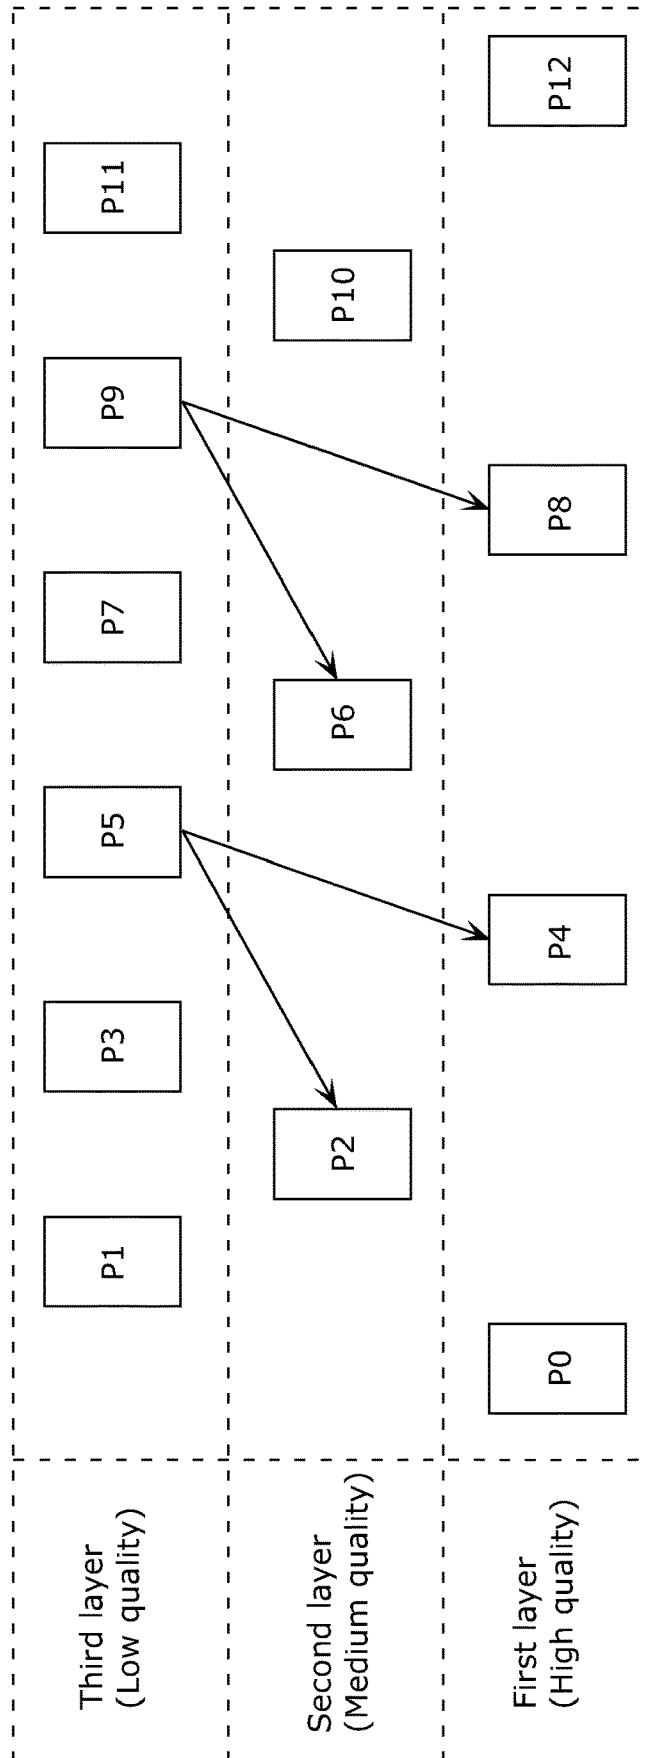 Third layer
(Low quality)
P1
P3
P5
P7
P9
P11
Second layer
(Medium quality)
P2
P6
P10
First layer
(High quality)
P0
P4
P8
P12